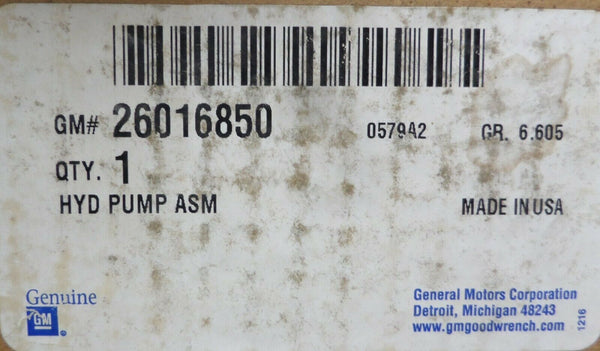 GM# 26016850 0579A2 GR. 6.605
QTY. 1
HYD PUMP ASM MADE IN USA
Genuine
GM
General Motors Corporation
Detroit, Michigan 48243
www.gmgoodwrench.com
1216